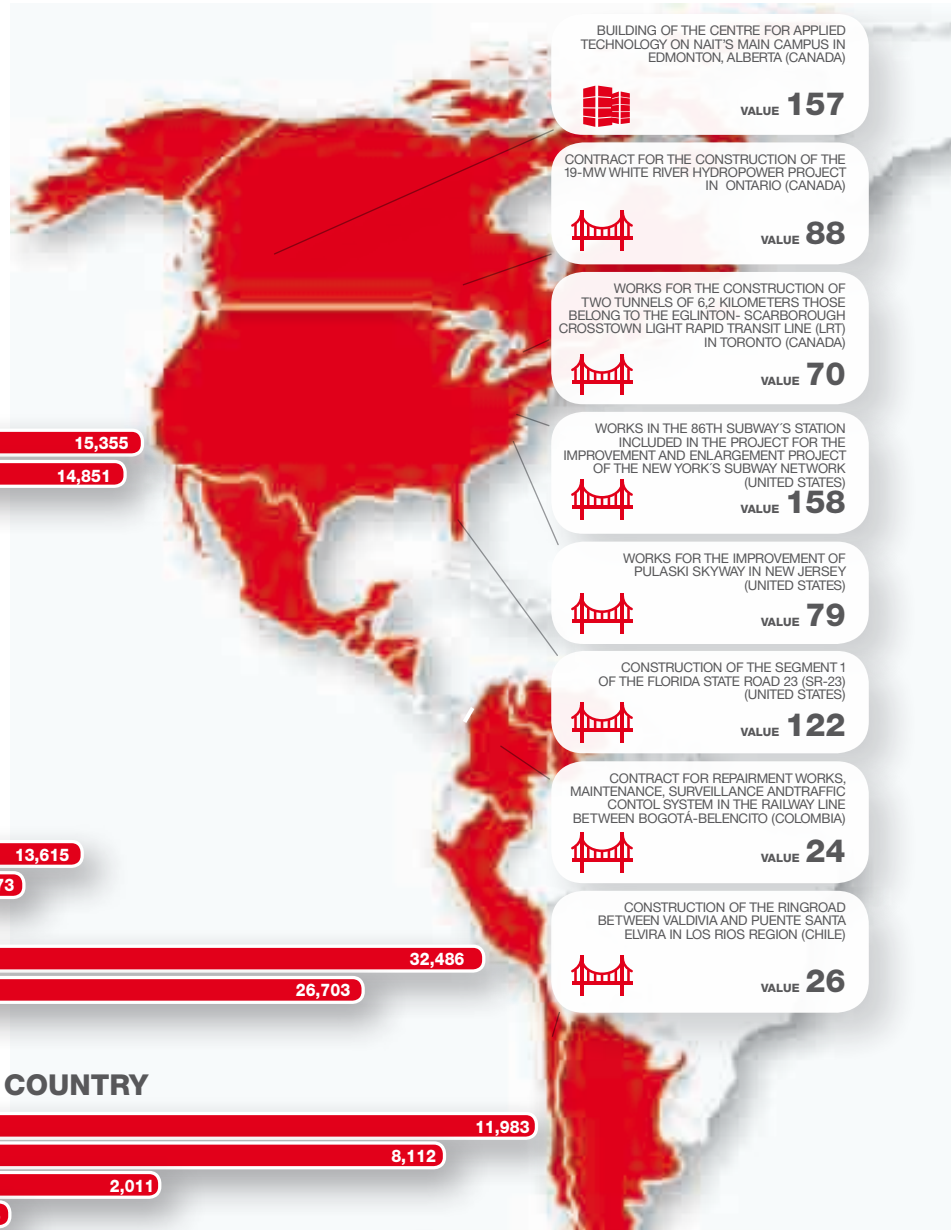 BUILDING OF THE CENTRE FOR APPLIED
TECHNOLOGY ON NAIT'S MAIN CAMPUS IN
EDMONTON, ALBERTA (CANADA)
VALUE 157
CONTRACT FOR THE CONSTRUCTION OF THE
19-MW WHITE RIVER HYDROPOWER PROJECT
IN ONTARIO (CANADA)
VALUE 88
WORKS FOR THE CONSTRUCTION OF
TWO TUNNELS OF 6,2 KILOMETERS THOSE
BELONG TO THE EGLINTON- SCARBOROUGH
CROSSTOWN LIGHT RAPID TRANSIT LINE (LRT)
IN TORONTO (CANADA)
VALUE 70
WORKS IN THE 86TH SUBWAY´S STATION
INCLUDED IN THE PROJECT FOR THE
IMPROVEMENT AND ENLARGEMENT PROJECT
OF THE NEW YORK´S SUBWAY NETWORK
(UNITED STATES)
VALUE 158
WORKS FOR THE IMPROVEMENT OF
PULASKI SKYWAY IN NEW JERSEY
(UNITED STATES)
VALUE 79
CONSTRUCTION OF THE SEGMENT 1
OF THE FLORIDA STATE ROAD 23 (SR-23)
(UNITED STATES)
VALUE 122
CONTRACT FOR REPAIRMENT WORKS,
MAINTENANCE, SURVEILLANCE ANDTRAFFIC
CONTOL SYSTEM IN THE RAILWAY LINE
BETWEEN BOGOTÁ-BELENCITO (COLOMBIA)
VALUE 24
CONSTRUCTION OF THE RINGROAD
BETWEEN VALDIVIA AND PUENTE SANTA
ELVIRA IN LOS RIOS REGION (CHILE)
VALUE 26
15,355
14,851
13,615
73
32,486
26,703
COUNTRY
11,983
8,112
2,011